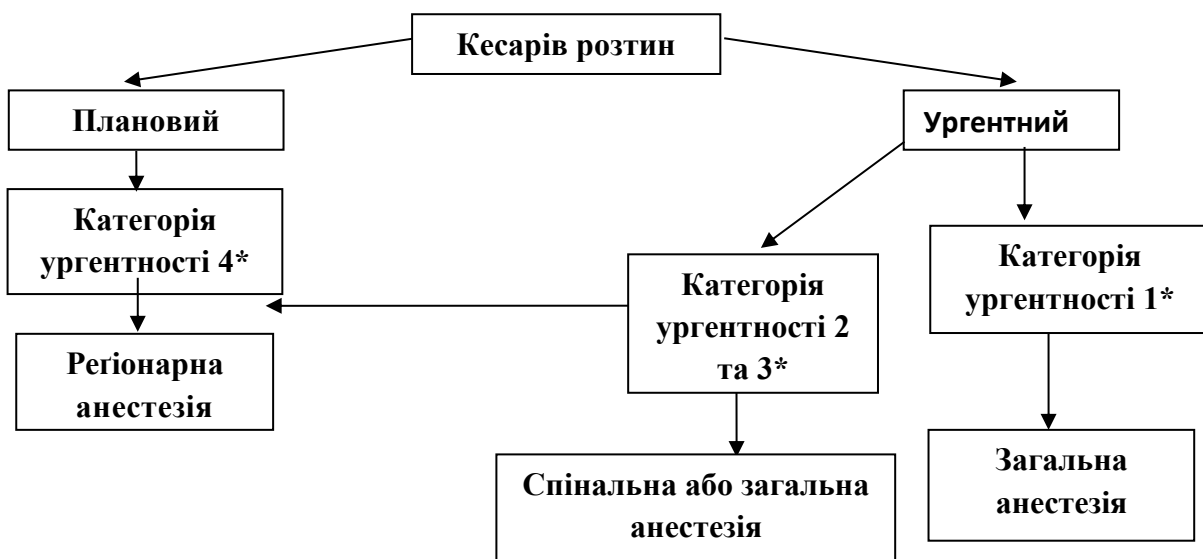 Кесарів розтин
Плановий
Ургентний
Категорія
ургентності 4*
Категорія
ургентності 2
та 3*
Категорія
ургентності 1*
Реґіонарна
анестезія
Спінальна або загальна
анестезія
Загальна
анестезія